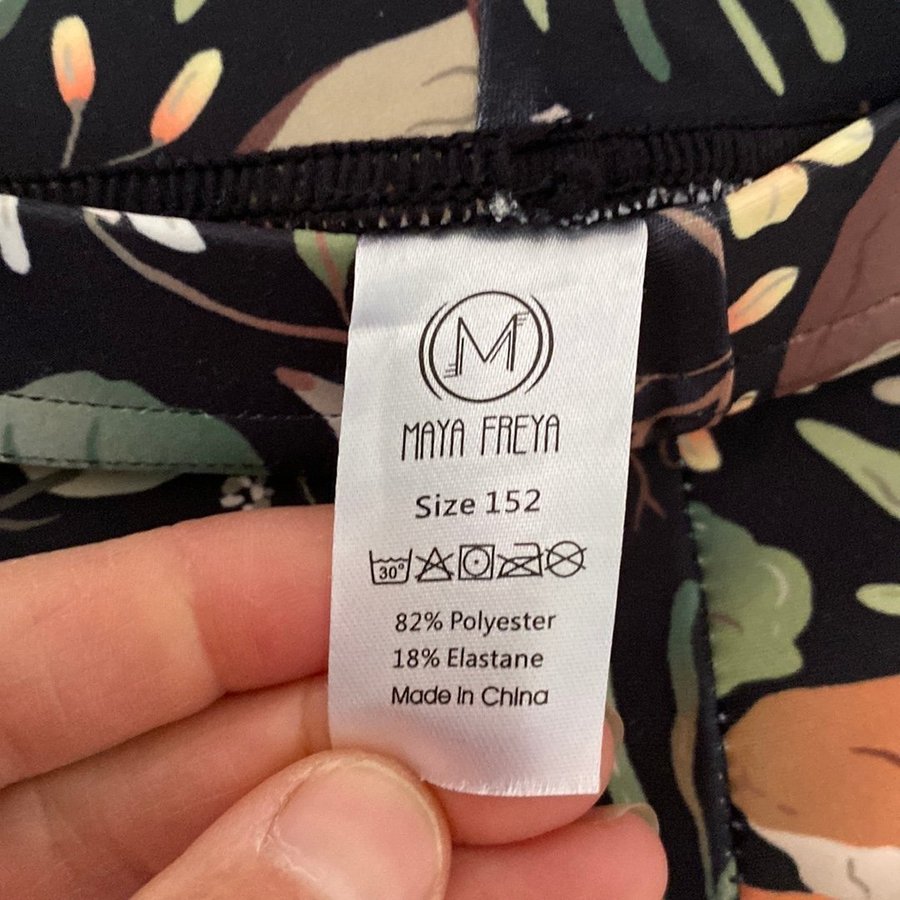 M
MAYA FREYA
Size 152
30°
82% Polyester
18% Elastane
Made In China